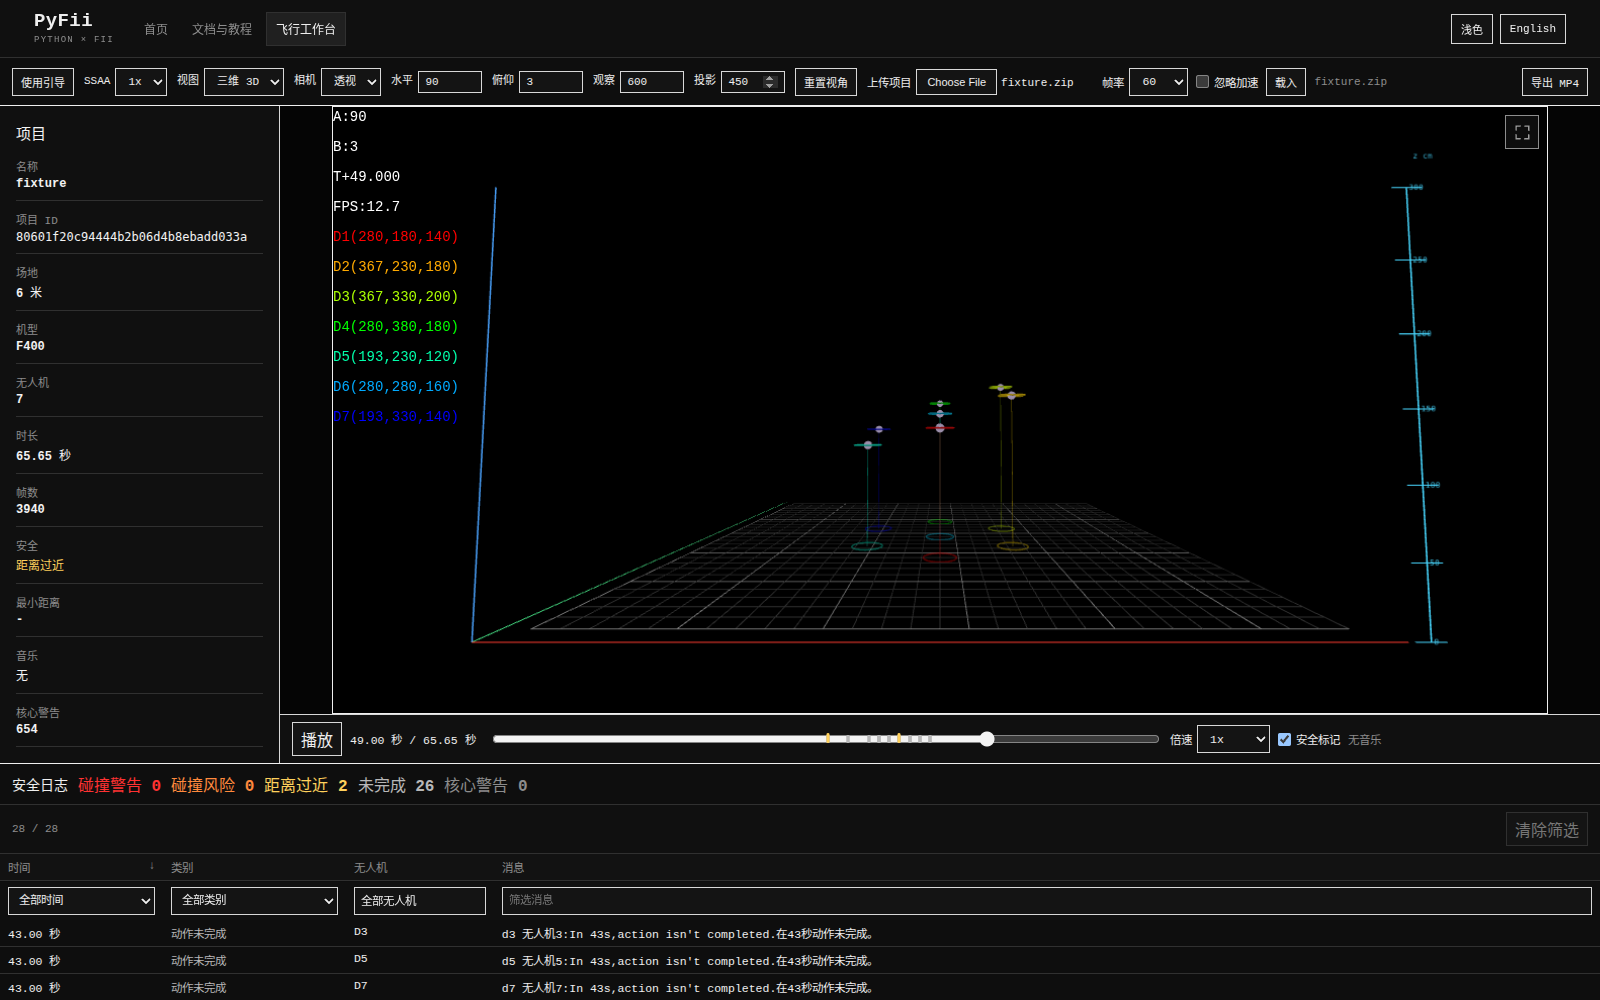 PyFii
PYTHON × FII
首页 文档与教程 飞行工作台
浅色 English
使用引导 SSAA 1x 视图 三维 3D 相机 透视 水平 90 俯仰 3 观察 600 投影 450 重置视角 上传项目 Choose File fixture.zip 帧率 60 忽略加速 载入 fixture.zip 导出 MP4
项目
名称
fixture
项目 ID
80601f20c94444b2b06d4b8ebadd033a
场地
6 米
机型
F400
无人机
7
时长
65.65 秒
帧数
3940
安全
距离过近
最小距离
-
音乐
无
核心警告
654
A:90
B:3
T+49.000
FPS:12.7
D1(280,180,140)
D2(367,230,180)
D3(367,330,200)
D4(280,380,180)
D5(193,230,120)
D6(280,280,160)
D7(193,330,140)
z cm
300
250
200
150
100
50
0
播放 49.00 秒 / 65.65 秒 倍速 1x 安全标记 无音乐
安全日志 碰撞警告 0 碰撞风险 0 距离过近 2 未完成 26 核心警告 0
28 / 28 清除筛选
时间 ↓ 类别 无人机 消息
全部时间 全部类别 全部无人机 筛选消息
43.00 秒 动作未完成 D3 d3 无人机3:In 43s,action isn't completed.在43秒动作未完成。
43.00 秒 动作未完成 D5 d5 无人机5:In 43s,action isn't completed.在43秒动作未完成。
43.00 秒 动作未完成 D7 d7 无人机7:In 43s,action isn't completed.在43秒动作未完成。